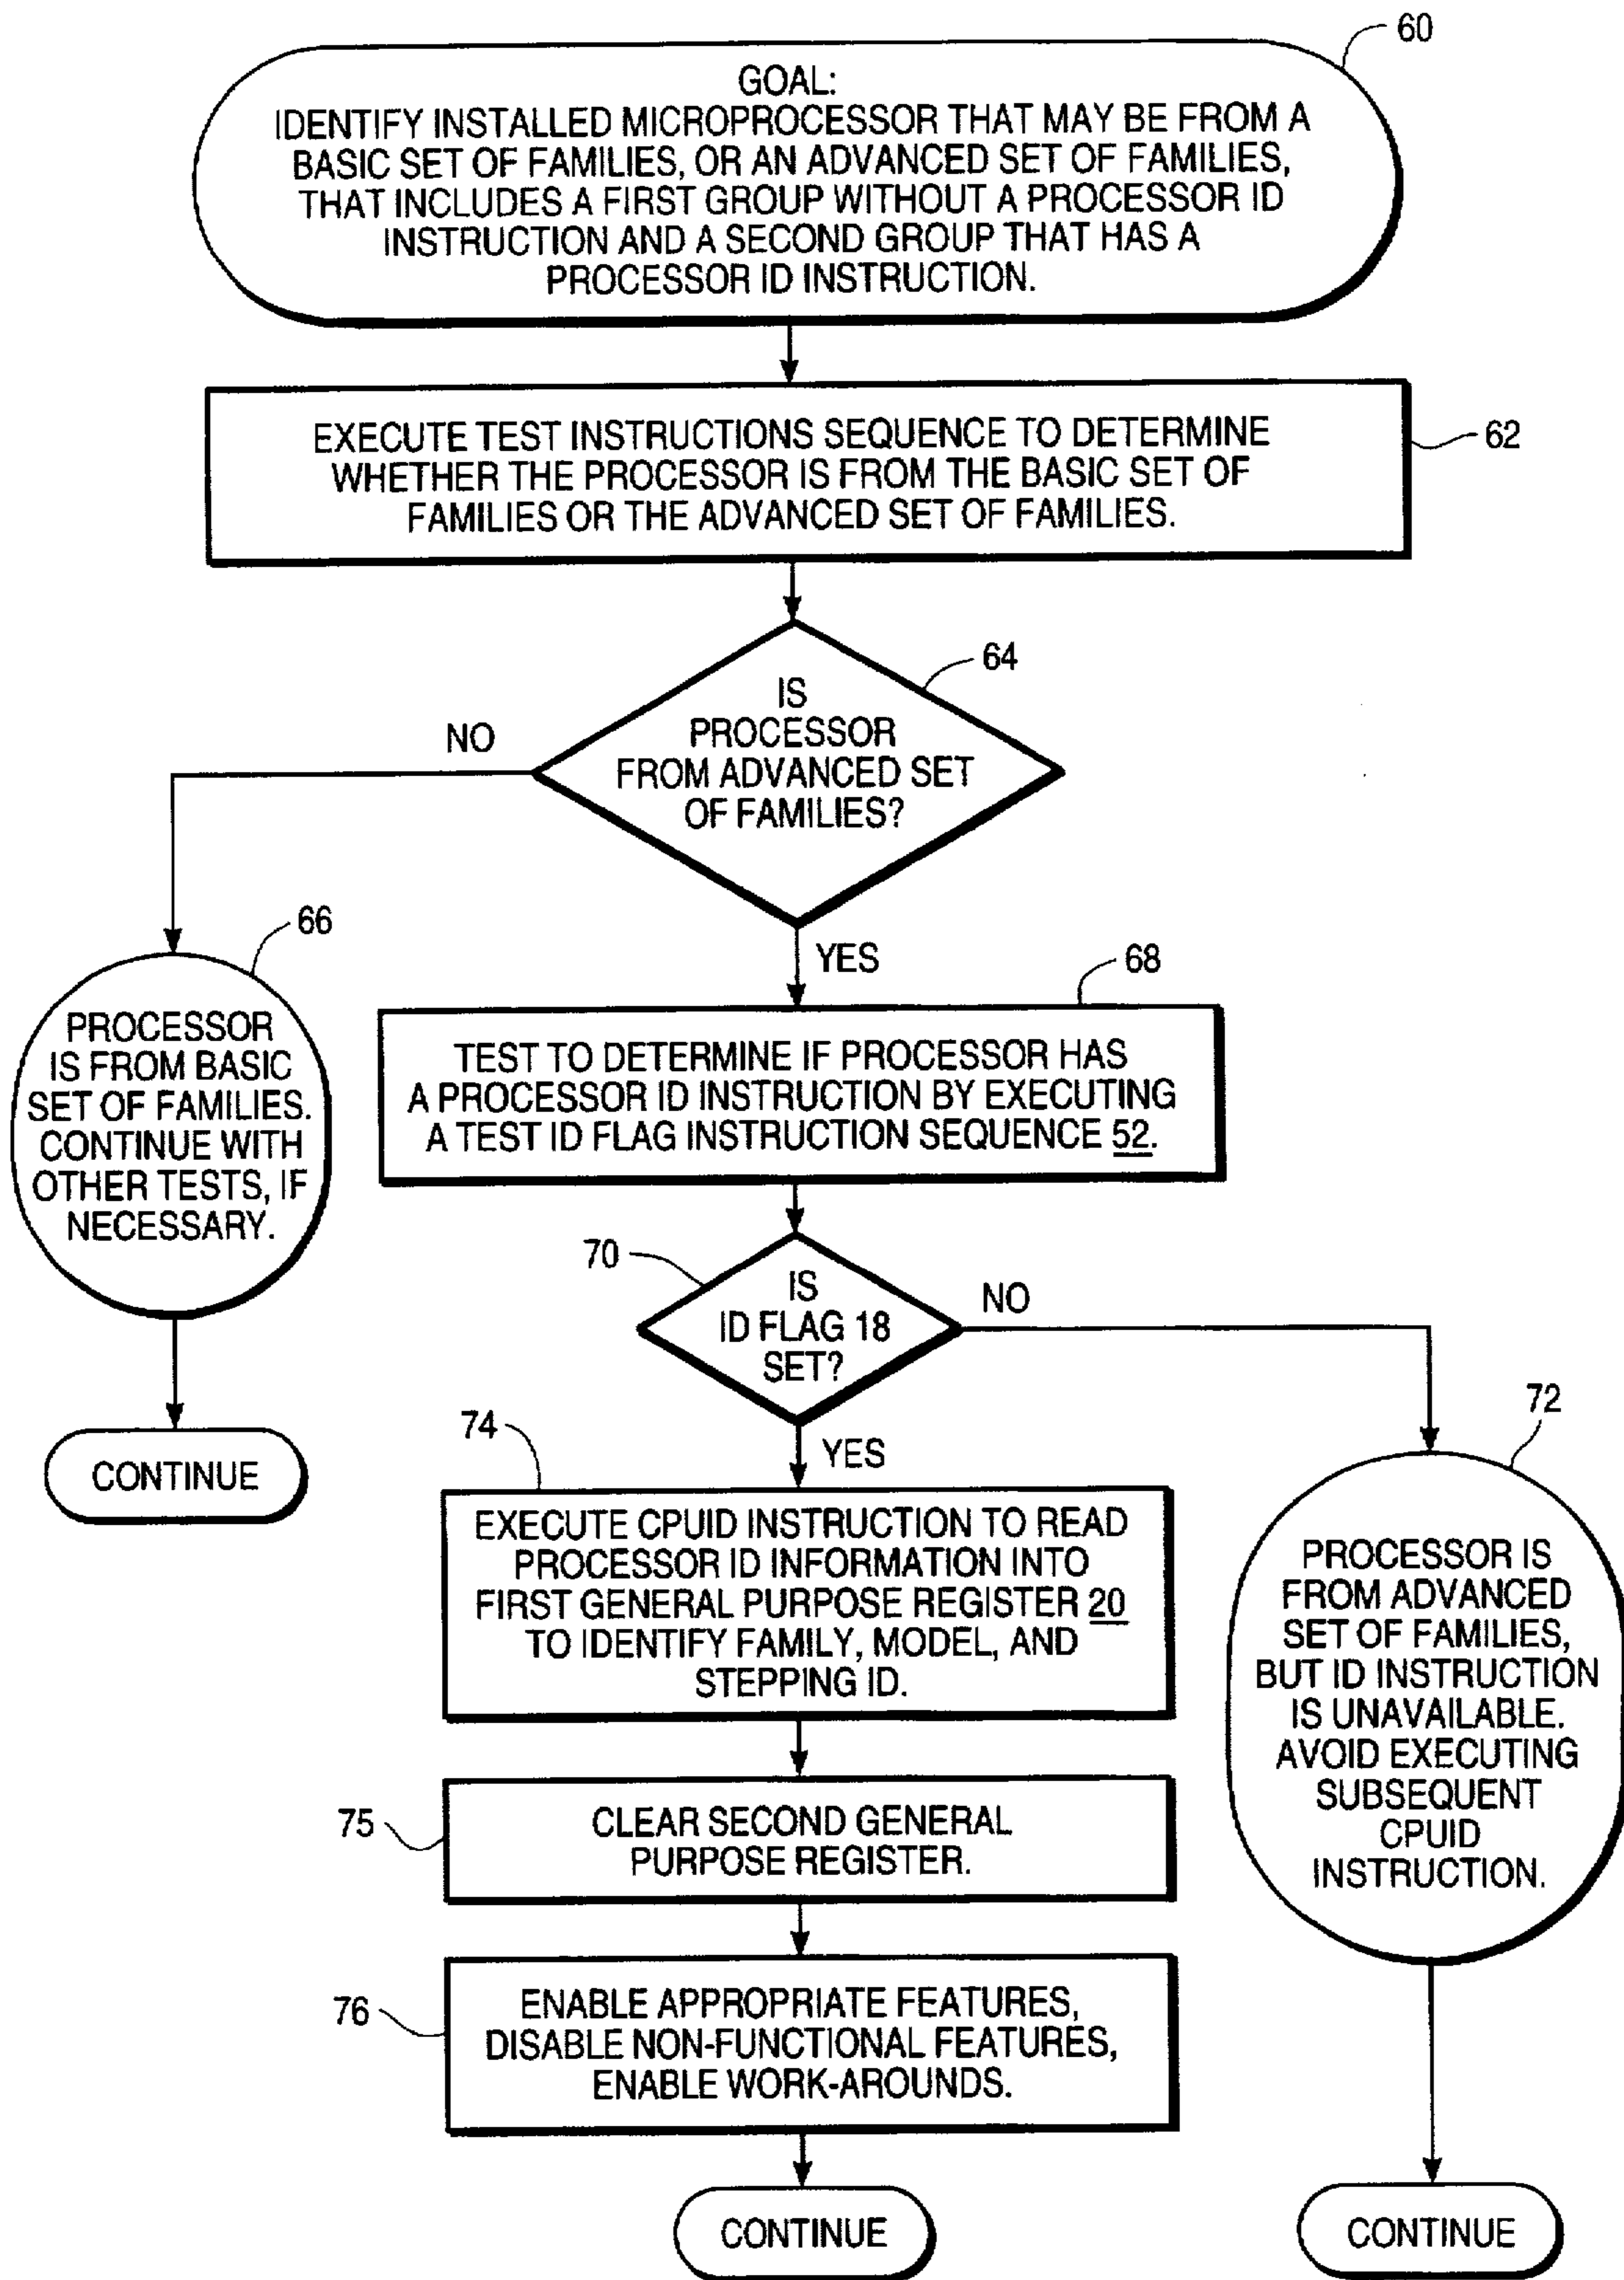 60
GOAL:
IDENTIFY INSTALLED MICROPROCESSOR THAT MAY BE FROM A
BASIC SET OF FAMILIES, OR AN ADVANCED SET OF FAMILIES,
THAT INCLUDES A FIRST GROUP WITHOUT A PROCESSOR ID
INSTRUCTION AND A SECOND GROUP THAT HAS A
PROCESSOR ID INSTRUCTION.
62
EXECUTE TEST INSTRUCTIONS SEQUENCE TO DETERMINE
WHETHER THE PROCESSOR IS FROM THE BASIC SET OF
FAMILIES OR THE ADVANCED SET OF FAMILIES.
64
IS
PROCESSOR
FROM ADVANCED SET
OF FAMILIES?
NO
YES
66
PROCESSOR
IS FROM BASIC
SET OF FAMILIES.
CONTINUE WITH
OTHER TESTS, IF
NECESSARY.
CONTINUE
68
TEST TO DETERMINE IF PROCESSOR HAS
A PROCESSOR ID INSTRUCTION BY EXECUTING
A TEST ID FLAG INSTRUCTION SEQUENCE 52.
70
IS
ID FLAG 18
SET?
NO
YES
72
PROCESSOR IS
FROM ADVANCED
SET OF FAMILIES,
BUT ID INSTRUCTION
IS UNAVAILABLE.
AVOID EXECUTING
SUBSEQUENT
CPUID
INSTRUCTION.
CONTINUE
74
EXECUTE CPUID INSTRUCTION TO READ
PROCESSOR ID INFORMATION INTO
FIRST GENERAL PURPOSE REGISTER 20
TO IDENTIFY FAMILY, MODEL, AND
STEPPING ID.
75
CLEAR SECOND GENERAL
PURPOSE REGISTER.
76
ENABLE APPROPRIATE FEATURES,
DISABLE NON-FUNCTIONAL FEATURES,
ENABLE WORK-AROUNDS.
CONTINUE